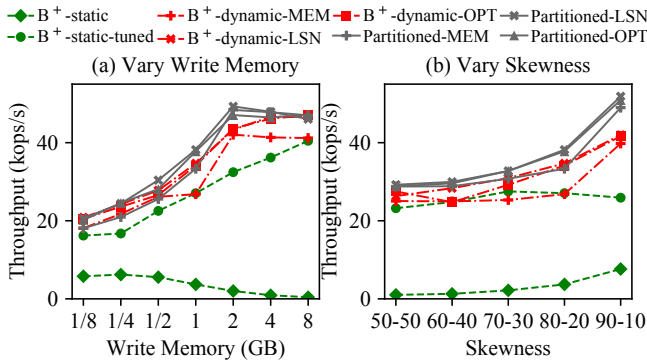 B+-static B+-dynamic-MEM B+-dynamic-OPT Partitioned-LSN
B+-static-tuned B+-dynamic-LSN Partitioned-MEM Partitioned-OPT
(a) Vary Write Memory (b) Vary Skewness
Throughput (kops/s)
40
20
0
1/8 1/4 1/2 1 2 4 8
Write Memory (GB)
Throughput (kops/s)
40
20
0
50-50 60-40 70-30 80-20 90-10
Skewness